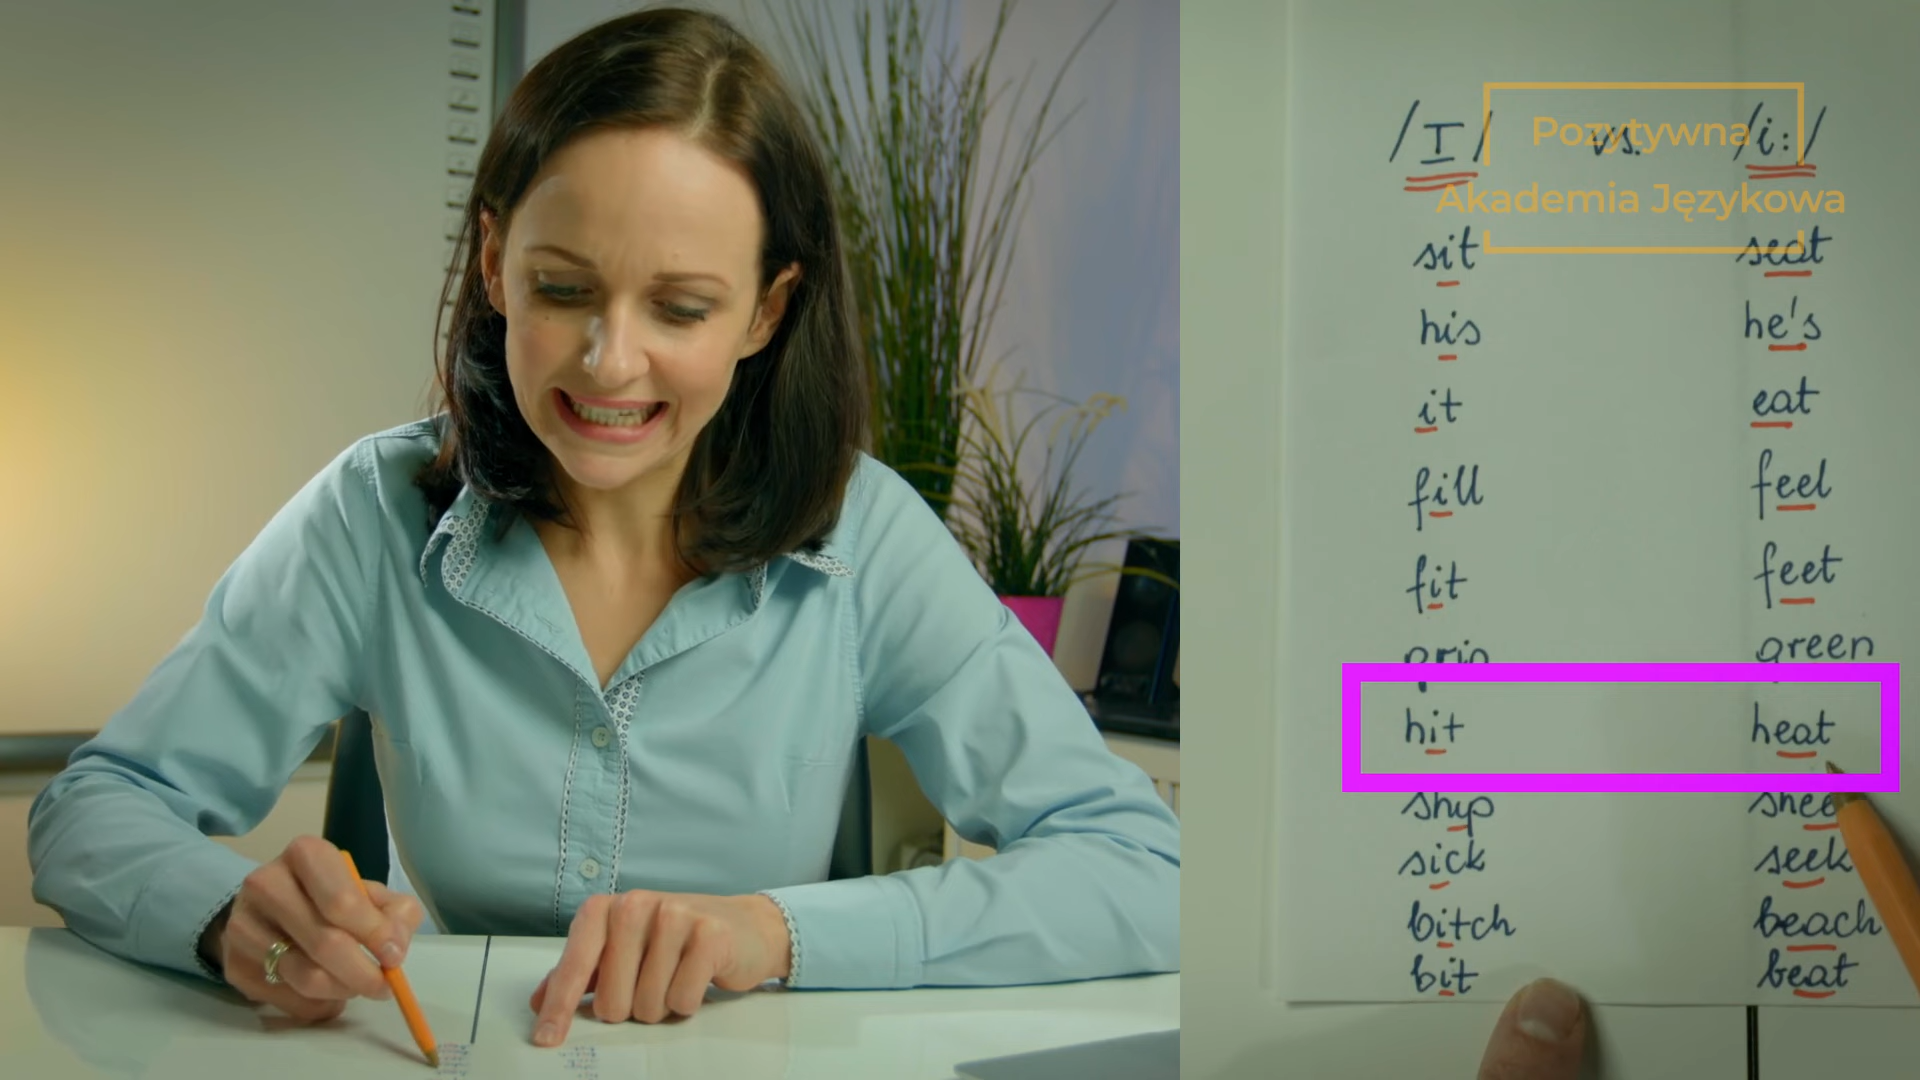 /I/ vs. /i:/
Pozytywna
Akademia Językowa
sit seat
his he's
it eat
fill feel
fit feet
green
hit heat
ship
sick seek
bitch beach
bit beat